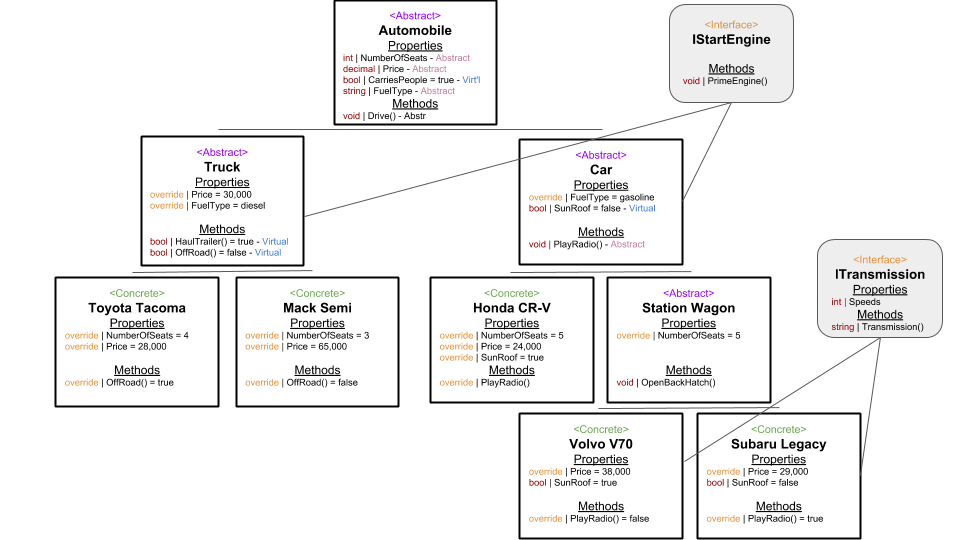 <Abstract>
Automobile
Properties
int | NumberOfSeats - Abstract
decimal | Price - Abstract
bool | CarriesPeople = true - Virt'l
string | FuelType - Abstract
Methods
void | Drive() - Abstr
<Interface>
IStartEngine
Methods
void | PrimeEngine()
<Abstract>
Truck
Properties
override | Price = 30,000
override | FuelType = diesel
Methods
bool | HaulTrailer() = true - Virtual
bool | OffRoad() = false - Virtual
<Abstract>
Car
Properties
override | FuelType = gasoline
bool | SunRoof = false - Virtual
Methods
void | PlayRadio() - Abstract
<Interface>
ITransmission
Properties
int | Speeds
Methods
string | Transmission()
<Concrete>
Toyota Tacoma
Properties
override | NumberOfSeats = 4
override | Price = 28,000
Methods
override | OffRoad() = true
<Concrete>
Mack Semi
Properties
override | NumberOfSeats = 3
override | Price = 65,000
Methods
override | OffRoad() = false
<Concrete>
Honda CR-V
Properties
override | NumberOfSeats = 5
override | Price = 24,000
override | SunRoof = true
Methods
override | PlayRadio()
<Abstract>
Station Wagon
Properties
override | NumberOfSeats = 5
Methods
void | OpenBackHatch()
<Concrete>
Volvo V70
Properties
override | Price = 38,000
bool | SunRoof = true
Methods
override | PlayRadio() = false
<Concrete>
Subaru Legacy
Properties
override | Price = 29,000
bool | SunRoof = false
Methods
override | PlayRadio() = true